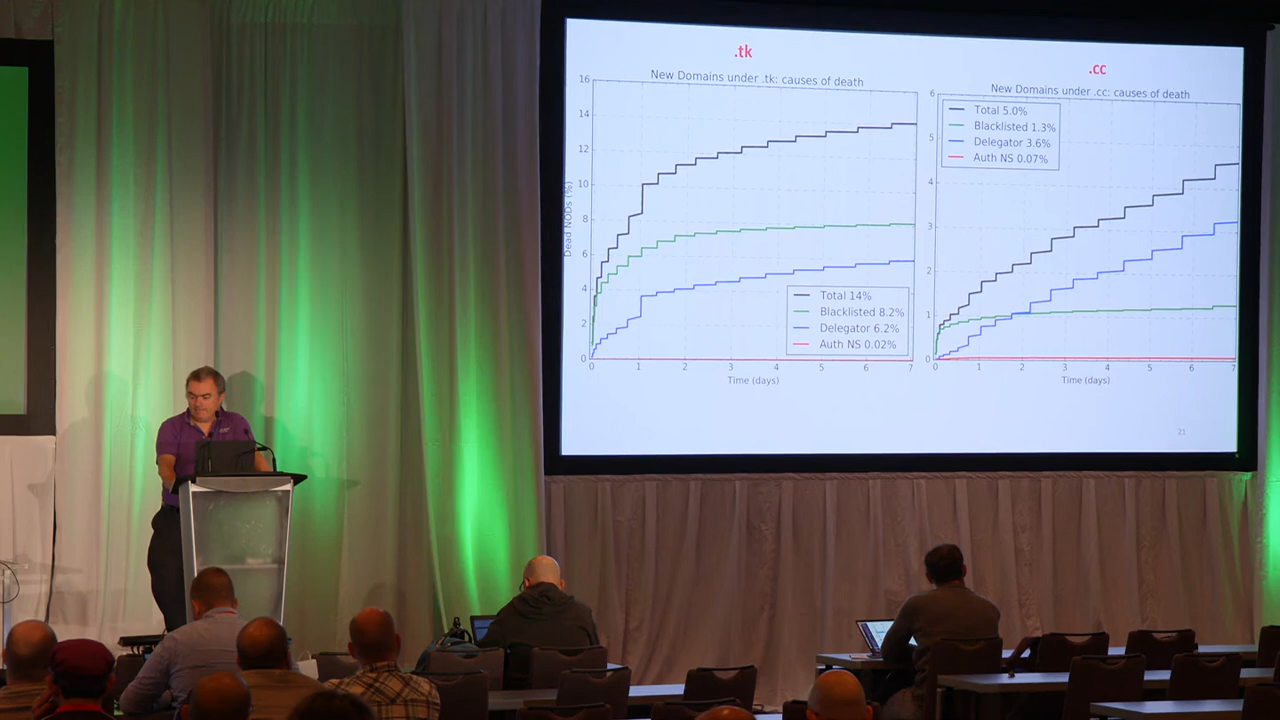 .tk
New Domains under .tk: causes of death
16
14
12
10
8
6
4
2
0
Dead NODs (%)
Total 14%
Blacklisted 8.2%
Delegator 6.2%
Auth NS 0.02%
0 1 2 3 4 5 6 7
Time (days)
.cc
New Domains under .cc: causes of death
6
5
4
3
2
1
0
Total 5.0%
Blacklisted 1.3%
Delegator 3.6%
Auth NS 0.07%
0 1 2 3 4 5 6 7
Time (days)
21